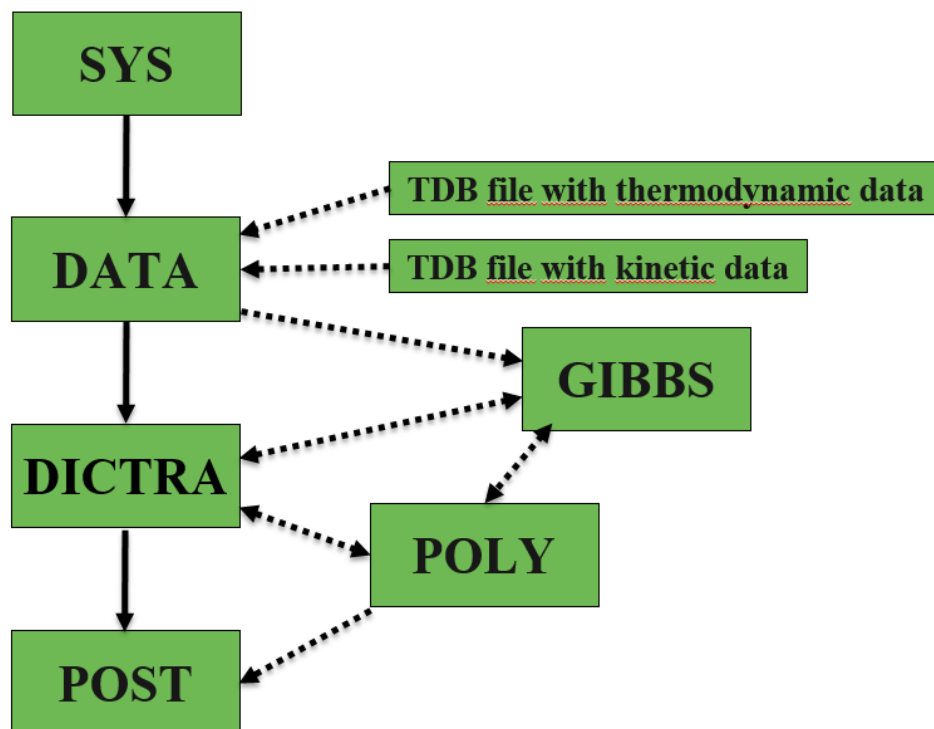 SYS
TDB file with thermodynamic data
DATA
TDB file with kinetic data
GIBBS
DICTRA
POLY
POST